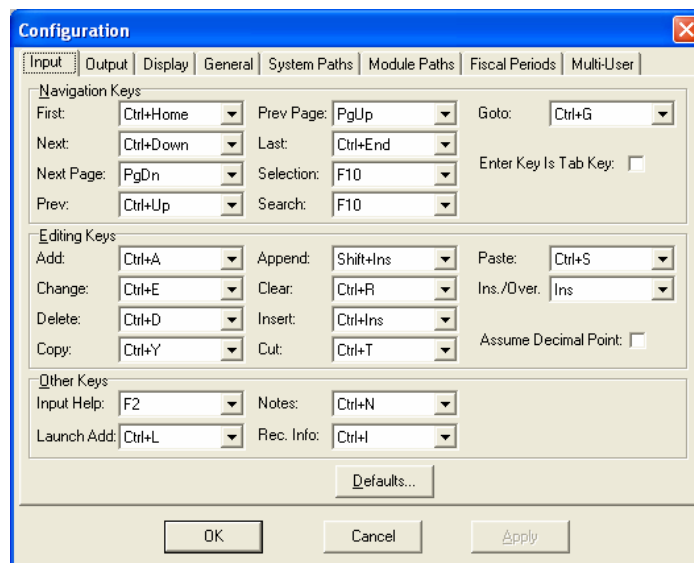 Configuration
Input Output Display General System Paths Module Paths Fiscal Periods Multi-User
Navigation Keys
First: Ctrl+Home Prev Page: PgUp Goto: Ctrl+G
Next: Ctrl+Down Last: Ctrl+End
Enter Key Is Tab Key:
Next Page: PgDn Selection: F10
Prev: Ctrl+Up Search: F10
Editing Keys
Add: Ctrl+A Append: Shift+Ins Paste: Ctrl+S
Change: Ctrl+E Clear: Ctrl+R Ins./Over. Ins
Delete: Ctrl+D Insert: Ctrl+Ins
Assume Decimal Point:
Copy: Ctrl+Y Cut: Ctrl+T
Other Keys
Input Help: F2 Notes: Ctrl+N
Launch Add: Ctrl+L Rec. Info: Ctrl+I
Defaults...
OK Cancel Apply